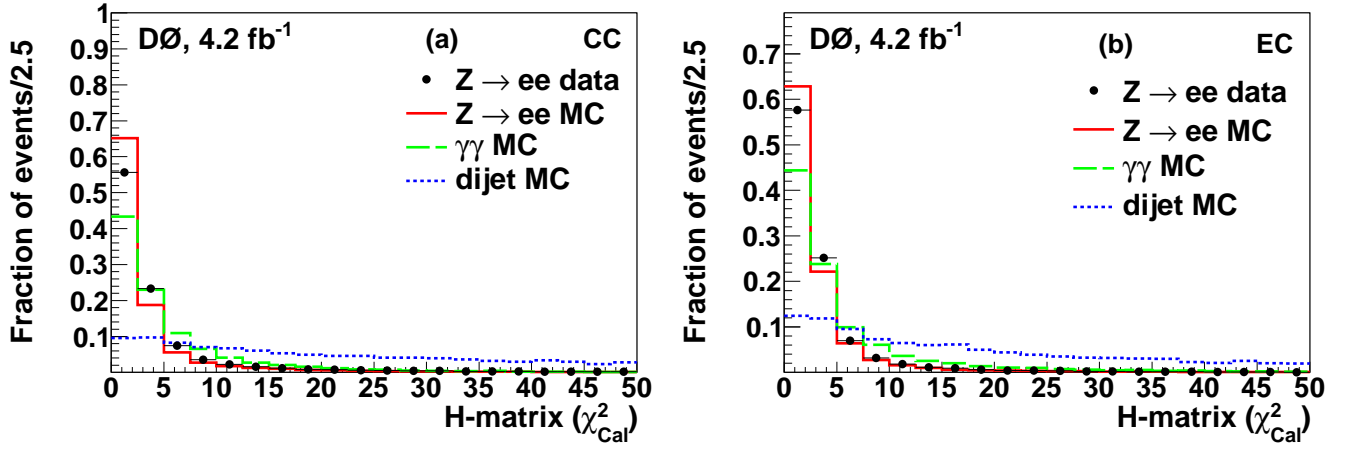 DØ, 4.2 fb-1
(a)
CC
Z → ee data
Z → ee MC
γγ MC
dijet MC
Fraction of events/2.5
1
0.9
0.8
0.7
0.6
0.5
0.4
0.3
0.2
0.1
0 5 10 15 20 25 30 35 40 45 50
H-matrix (χ²Cal)
DØ, 4.2 fb-1
(b)
EC
Z → ee data
Z → ee MC
γγ MC
dijet MC
Fraction of events/2.5
0.7
0.6
0.5
0.4
0.3
0.2
0.1
0 5 10 15 20 25 30 35 40 45 50
H-matrix (χ²Cal)